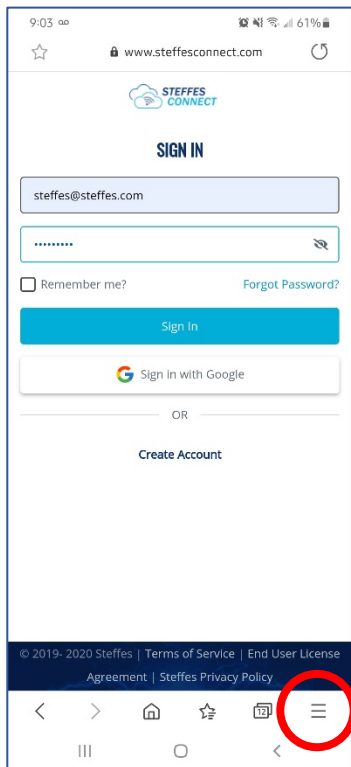 9:03
61%
www.steffesconnect.com
STEFFES
CONNECT
SIGN IN
steffes@steffes.com
•••••••••
Remember me?
Forgot Password?
Sign In
Sign in with Google
OR
Create Account
© 2019- 2020 Steffes | Terms of Service | End User License
Agreement | Steffes Privacy Policy
12